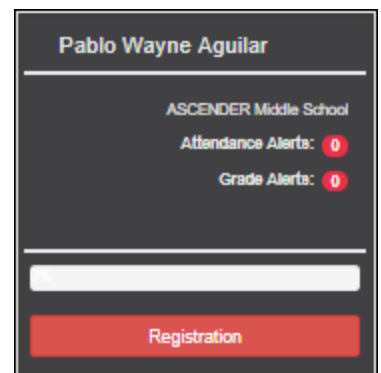 Pablo Wayne Aguilar
ASCENDER Middle School
Attendance Alerts: 0
Grade Alerts: 0
Registration